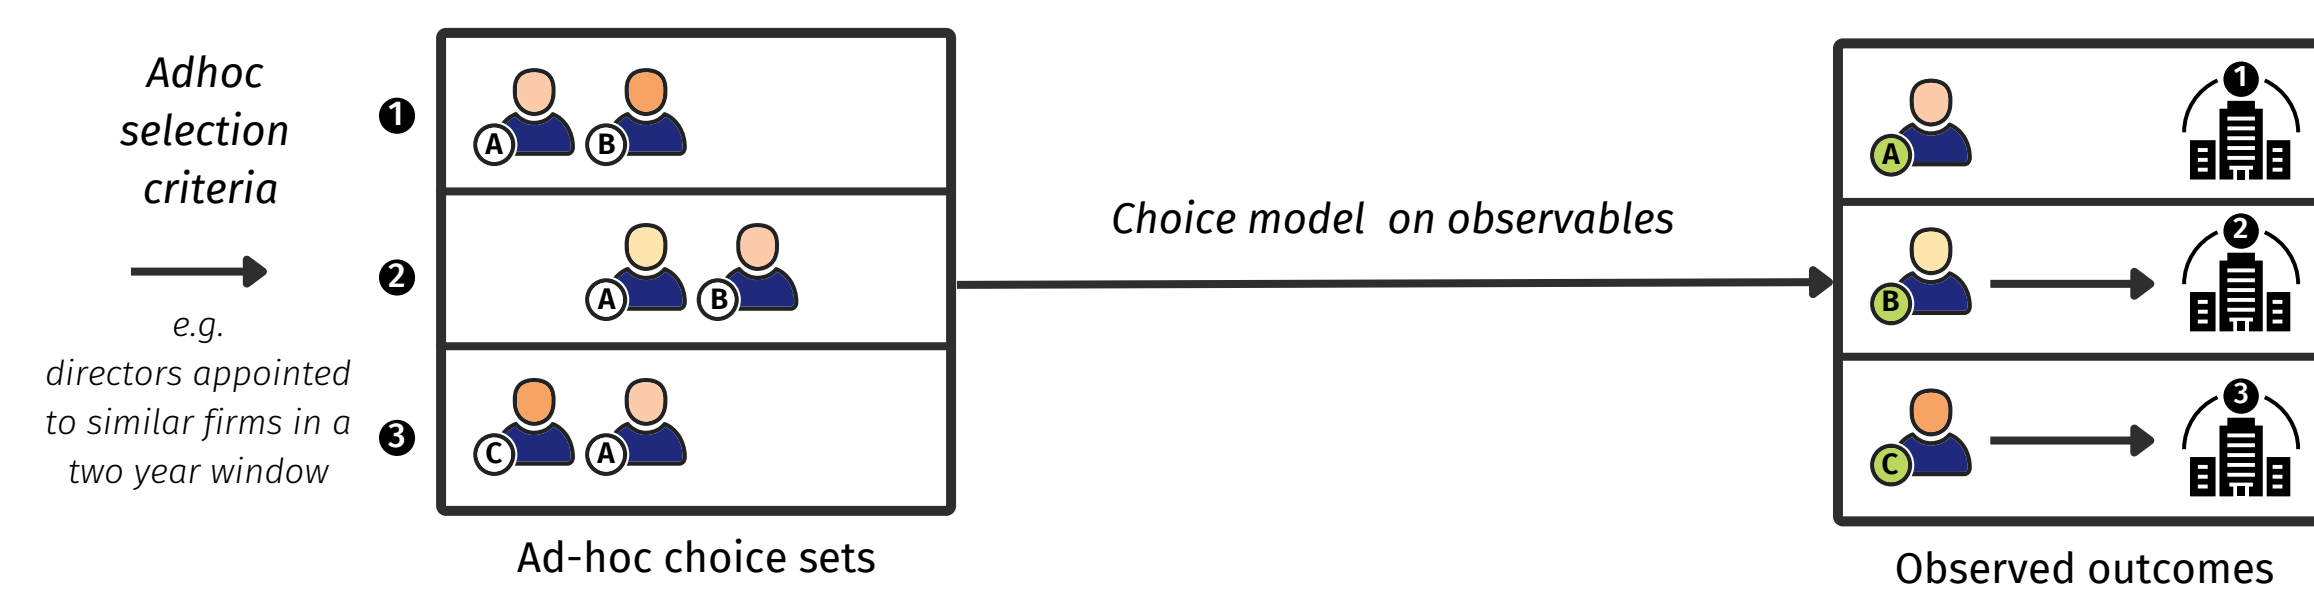 Adhoc
selection
criteria
e.g.
directors appointed
to similar firms in a
two year window
1
A B
2
A B
3
C A
Ad-hoc choice sets
Choice model on observables
A 1
B 2
C 3
Observed outcomes